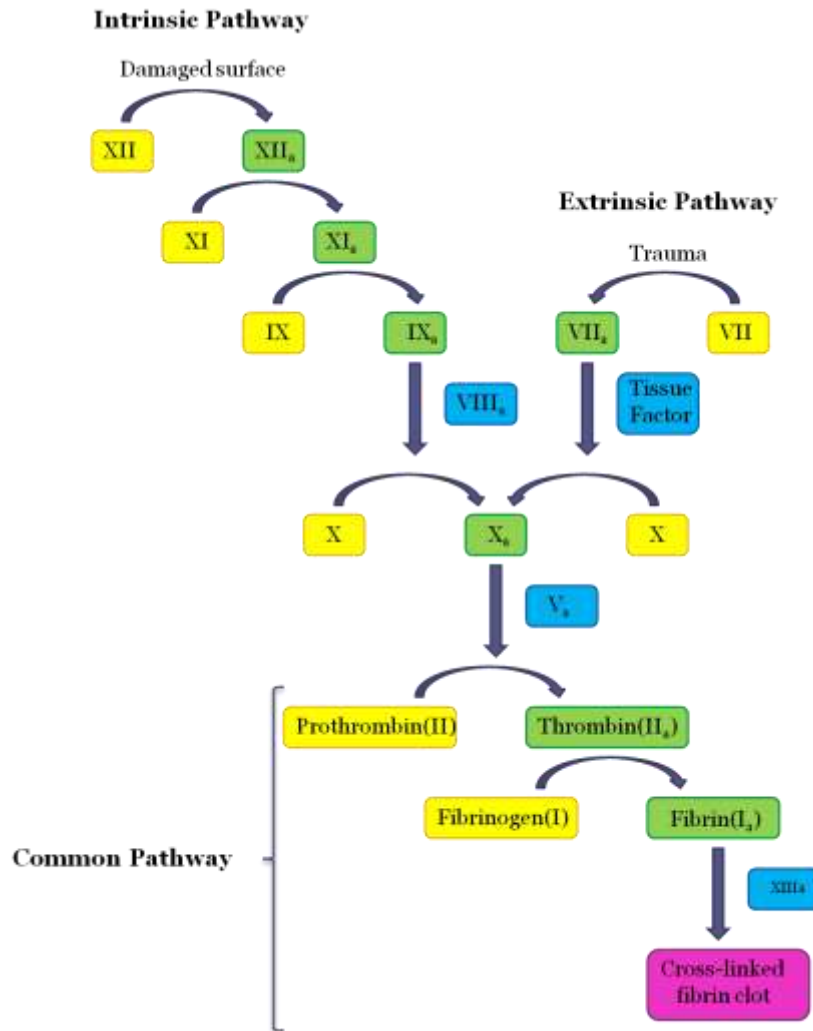 Intrinsic Pathway
Damaged surface
XII
XIIₐ
Extrinsic Pathway
XI
XIₐ
Trauma
IX
IXₐ
VIIₐ
VII
VIIIₐ
Tissue
Factor
X
Xₐ
X
Vₐ
Prothrombin(II)
Thrombin(IIₐ)
Fibrinogen(I)
Fibrin(Iₐ)
Common Pathway
XIIIa
Cross-linked
fibrin clot